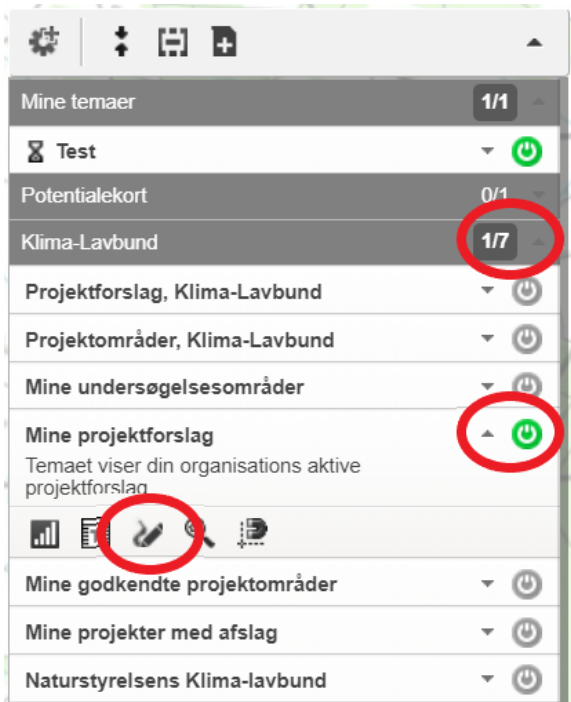 Mine temaer 1/1
Test
Potentialekort 0/1
Klima-Lavbund 1/7
Projektforslag, Klima-Lavbund
Projektområder, Klima-Lavbund
Mine undersøgelsesområder
Mine projektforslag
Temaet viser din organisations aktive
projektforslag
Mine godkendte projektområder
Mine projekter med afslag
Naturstyrelsens Klima-lavbund